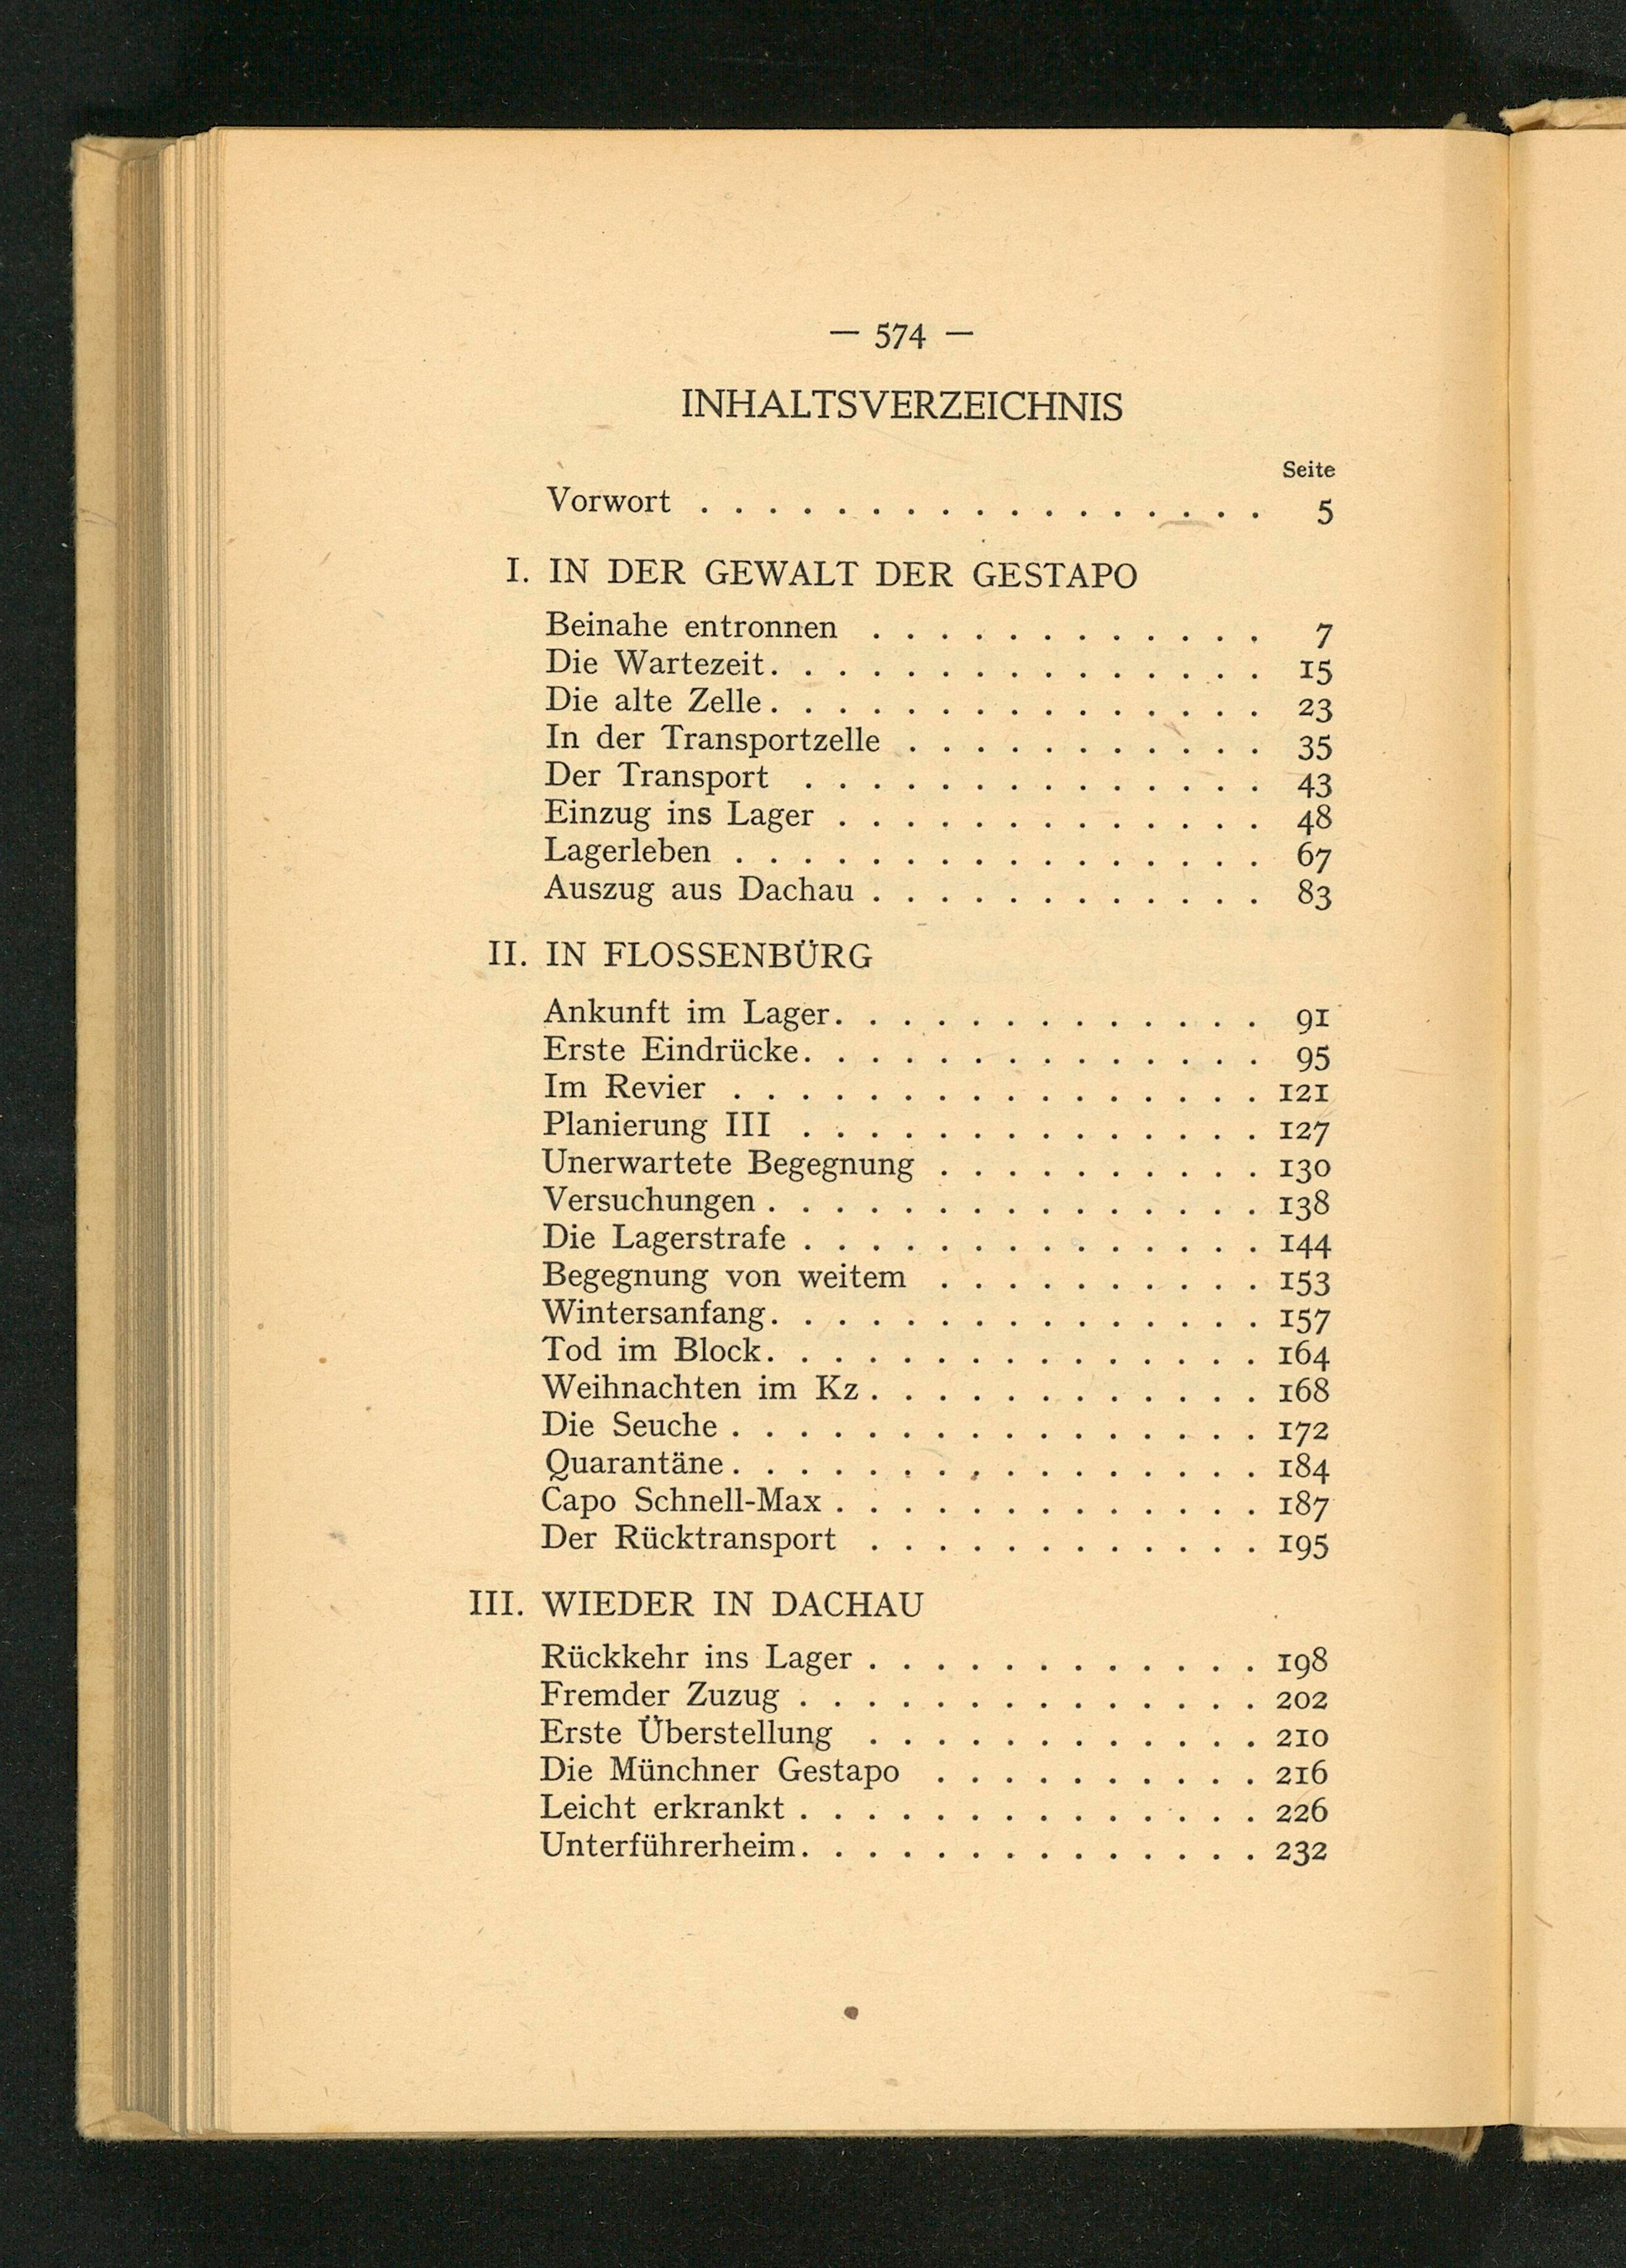 — 574 —
INHALTSVERZEICHNIS
Seite
Vorwort . . . . . . . . . . . . . . . . . 5
I. IN DER GEWALT DER GESTAPO
Beinahe entronnen . . . . . . . . . . . . 7
Die Wartezeit. . . . . . . . . . . . . . . 15
Die alte Zelle. . . . . . . . . . . . . . . 23
In der Transportzelle . . . . . . . . . . . 35
Der Transport . . . . . . . . . . . . . . 43
Einzug ins Lager . . . . . . . . . . . . . 48
Lagerleben . . . . . . . . . . . . . . . . 67
Auszug aus Dachau . . . . . . . . . . . . 83
II. IN FLOSSENBÜRG
Ankunft im Lager. . . . . . . . . . . . . 91
Erste Eindrücke. . . . . . . . . . . . . . 95
Im Revier . . . . . . . . . . . . . . . . 121
Planierung III . . . . . . . . . . . . . . 127
Unerwartete Begegnung . . . . . . . . . . 130
Versuchungen . . . . . . . . . . . . . . . 138
Die Lagerstrafe . . . . . . . . . . . . . . 144
Begegnung von weitem . . . . . . . . . . 153
Wintersanfang. . . . . . . . . . . . . . . 157
Tod im Block. . . . . . . . . . . . . . . 164
Weihnachten im Kz . . . . . . . . . . . . 168
Die Seuche . . . . . . . . . . . . . . . . 172
Quarantäne. . . . . . . . . . . . . . . . 184
Capo Schnell-Max . . . . . . . . . . . . . 187
Der Rücktransport . . . . . . . . . . . . 195
III. WIEDER IN DACHAU
Rückkehr ins Lager . . . . . . . . . . . . 198
Fremder Zuzug . . . . . . . . . . . . . . 202
Erste Überstellung . . . . . . . . . . . . 210
Die Münchner Gestapo . . . . . . . . . . 216
Leicht erkrankt . . . . . . . . . . . . . . 226
Unterführerheim. . . . . . . . . . . . . . 232